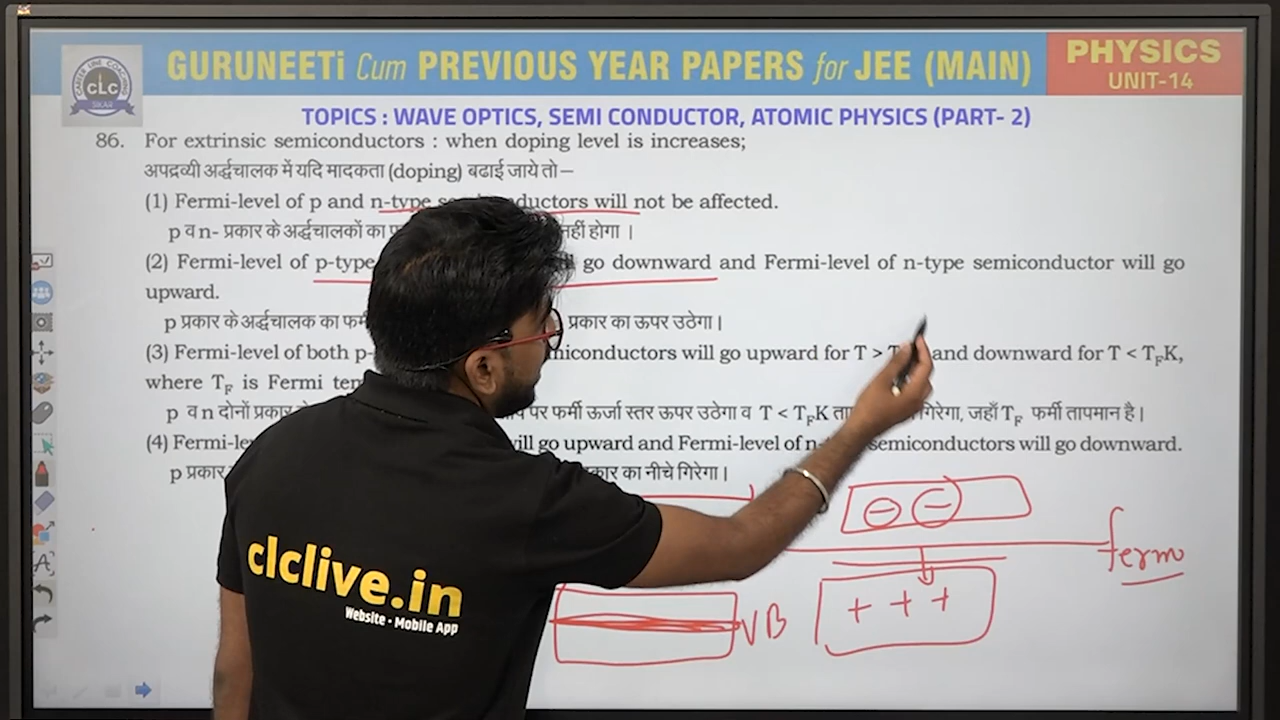 GURUNEETi Cum PREVIOUS YEAR PAPERS for JEE (MAIN)
PHYSICS
UNIT-14
CAREER LINE COACHING
CLC
SIKAR
TOPICS : WAVE OPTICS, SEMI CONDUCTOR, ATOMIC PHYSICS (PART- 2)
86. For extrinsic semiconductors : when doping level is increases;
अपद्रव्यी अर्द्धचालक में यदि मादकता (doping) बढाई जाये तो–
(1) Fermi-level of p and n-type ductors will not be affected.
p व n- प्रकार के अर्द्धचालकों का नहीं होगा ।
(2) Fermi-level of p-type go downward and Fermi-level of n-type semiconductor will go
upward.
p प्रकार के अर्द्धचालक का प्रकार का ऊपर उठेगा ।
(3) Fermi-level of both p- miconductors will go upward for T > and downward for T < TFK,
where TF is Fermi
p व n दोनों प्रकार पर फर्मी ऊर्जा स्तर ऊपर उठेगा व T < TFK गिरेगा, जहाँ TF फर्मी तापमान है ।
(4) will go upward and Fermi-level of semiconductors will go downward.
p प्रकार का नीचे गिरेगा ।
⊖ ⊖
ferm
+ + +
VB
clclive.in
Website • Mobile App